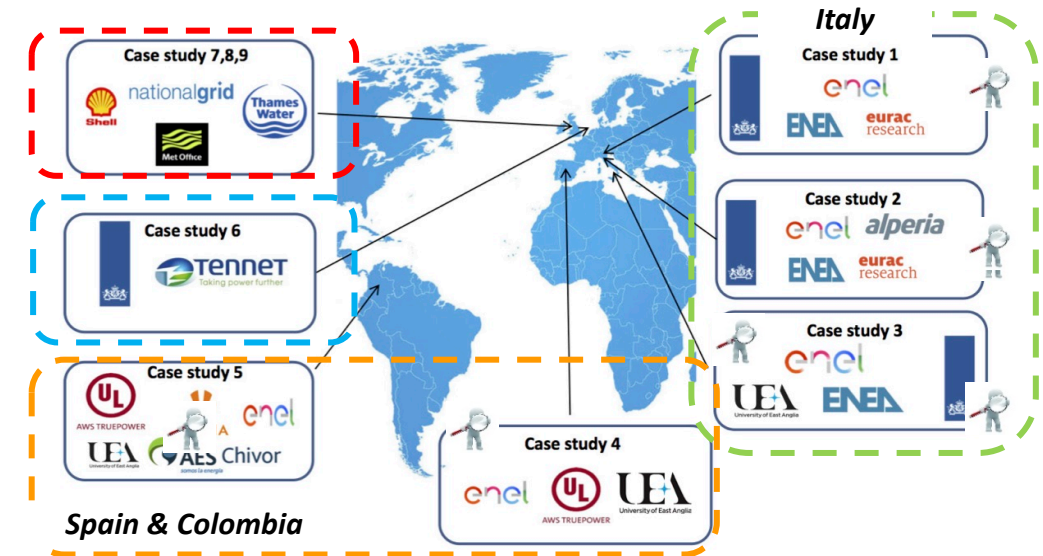 Italy
Case study 7,8,9
Shell
nationalgrid
Thames
Water
Met Office
Case study 1
enel
ENEA
eurac
research
Case study 6
TenneT
Taking power further
Case study 2
enel
alperia
ENEA
eurac
research
Case study 3
enel
UEA
University of East Anglia
ENEA
Case study 5
UL
AWS TRUEPOWER
enel
A
UEA
University of East Anglia
AES Chivor
somos la energía
Case study 4
enel
UL
AWS TRUEPOWER
UEA
University of East Anglia
Spain & Colombia